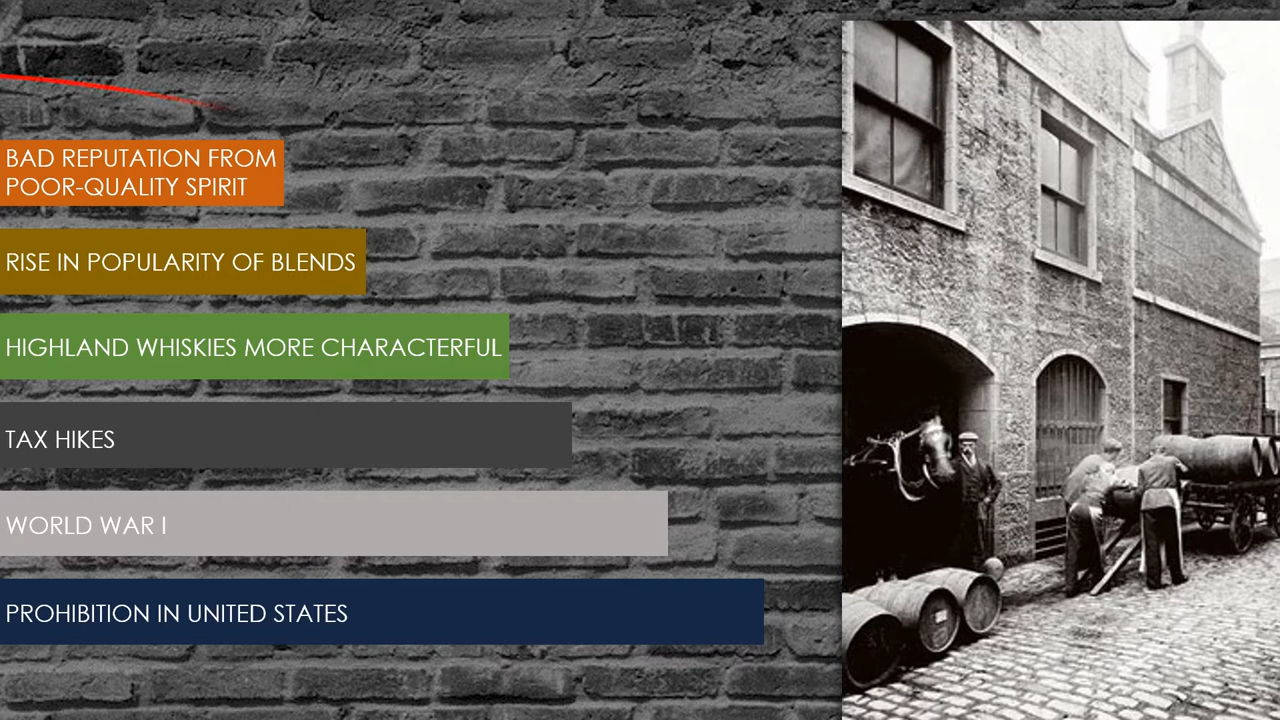 BAD REPUTATION FROM
POOR-QUALITY SPIRIT
RISE IN POPULARITY OF BLENDS
HIGHLAND WHISKIES MORE CHARACTERFUL
TAX HIKES
WORLD WAR I
PROHIBITION IN UNITED STATES